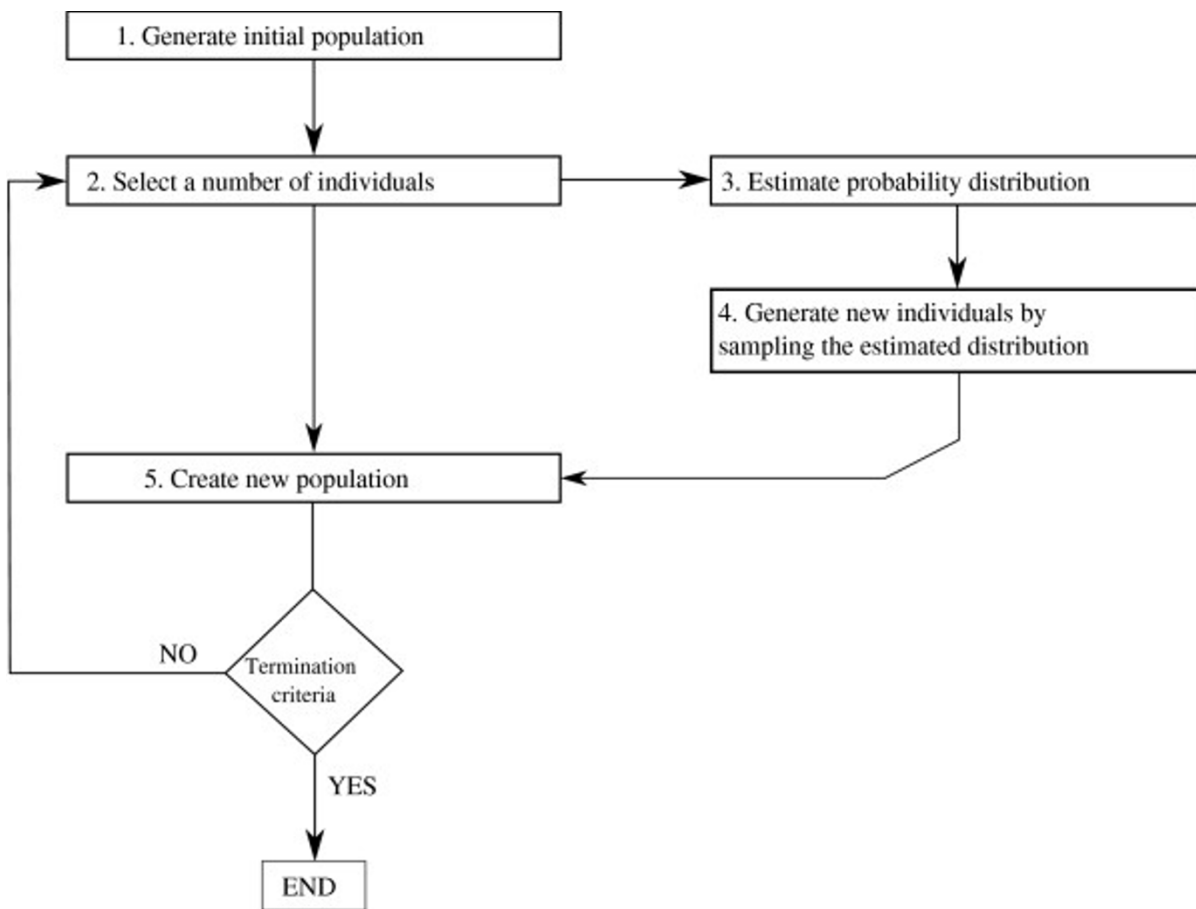 1. Generate initial population
2. Select a number of individuals
3. Estimate probability distribution
4. Generate new individuals by
sampling the estimated distribution
5. Create new population
NO
Termination
criteria
YES
END